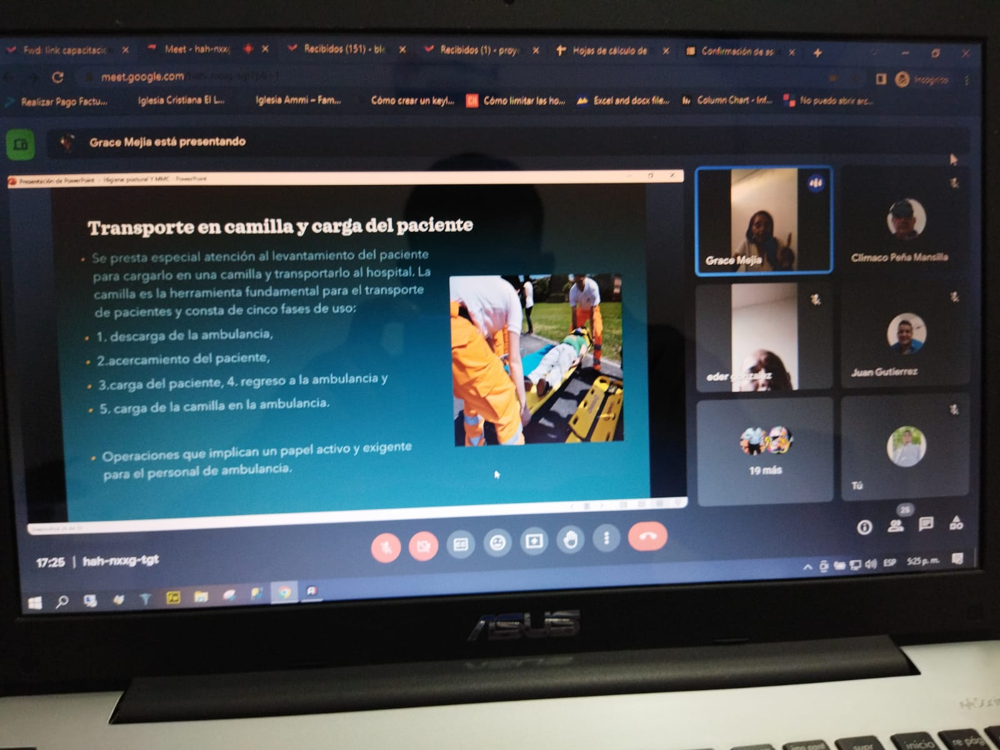 Fwd: link capacitacic
Meet - hah-nxxg
Recibidos (151) - bl
Recibidos (1) - proy
Hojas de cálculo de
Confirmación de as
meet.google.com
Incógnito
Realizar Pago Factu...
Iglesia Cristiana El L...
Iglesia Ammi – Fam...
Cómo crear un keyl...
Cómo limitar las ho...
Excel and docx file...
Column Chart - Inf...
No puedo abrir arc...
Grace Mejia está presentando
Presentación de PowerPoint - Higiene postural Y MMC - PowerPoint
Transporte en camilla y carga del paciente
• Se presta especial atención al levantamiento del paciente
para cargarlo en una camilla y transportarlo al hospital. La
camilla es la herramienta fundamental para el transporte
de pacientes y consta de cinco fases de uso:
• 1. descarga de la ambulancia,
• 2.acercamiento del paciente,
• 3.carga del paciente, 4. regreso a la ambulancia y
• 5. carga de la camilla en la ambulancia.
• Operaciones que implican un papel activo y exigente
para el personal de ambulancia.
Grace Mejia
Climaco Peña Mansilla
eder gonzalez
Juan Gutierrez
19 más
Tú
17:25 | hah-nxxg-tgt
ESP
5:25 p. m.
ASUS
inicio
re pág